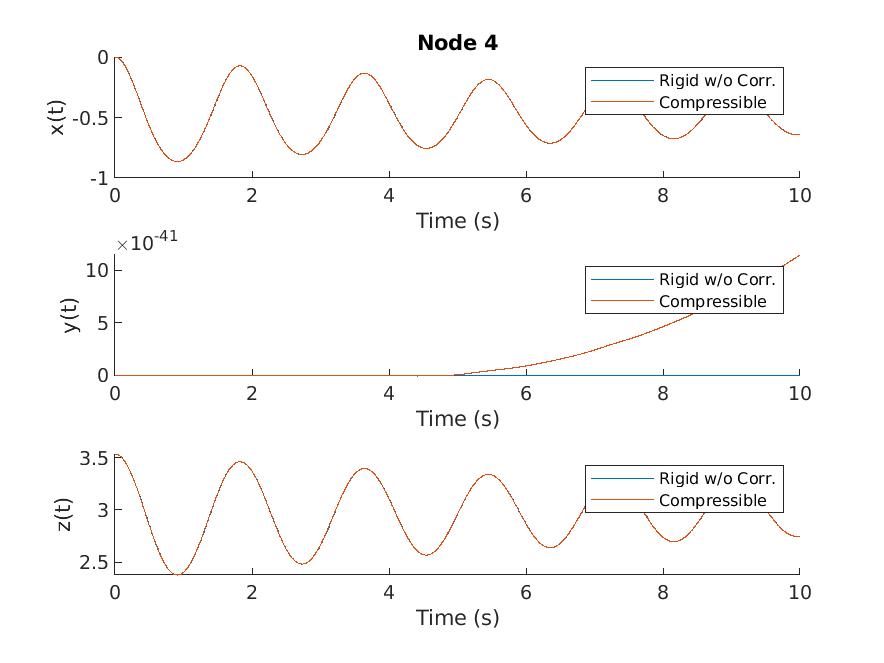 Node 4
0
-0.5
-1
x(t)
Rigid w/o Corr.
Compressible
0 2 4 6 8 10
Time (s)
×10-41
10
5
0
y(t)
Rigid w/o Corr.
Compressible
0 2 4 6 8 10
Time (s)
3.5
3
2.5
z(t)
Rigid w/o Corr.
Compressible
0 2 4 6 8 10
Time (s)